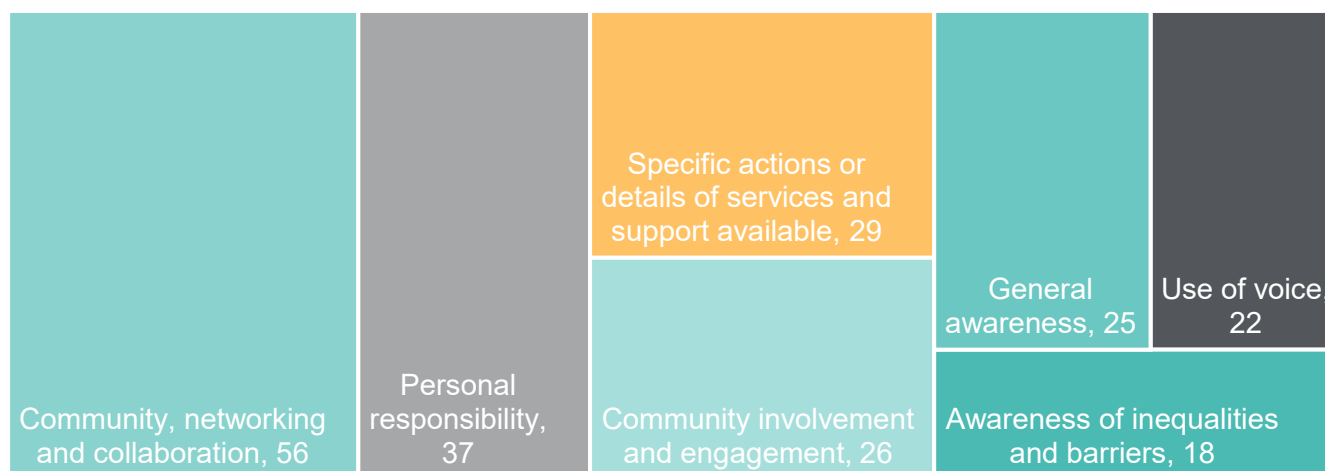 Community, networking
and collaboration, 56
Personal
responsibility,
37
Specific actions or
details of services and
support available, 29
Community involvement
and engagement, 26
General
awareness, 25
Use of voice,
22
Awareness of inequalities
and barriers, 18